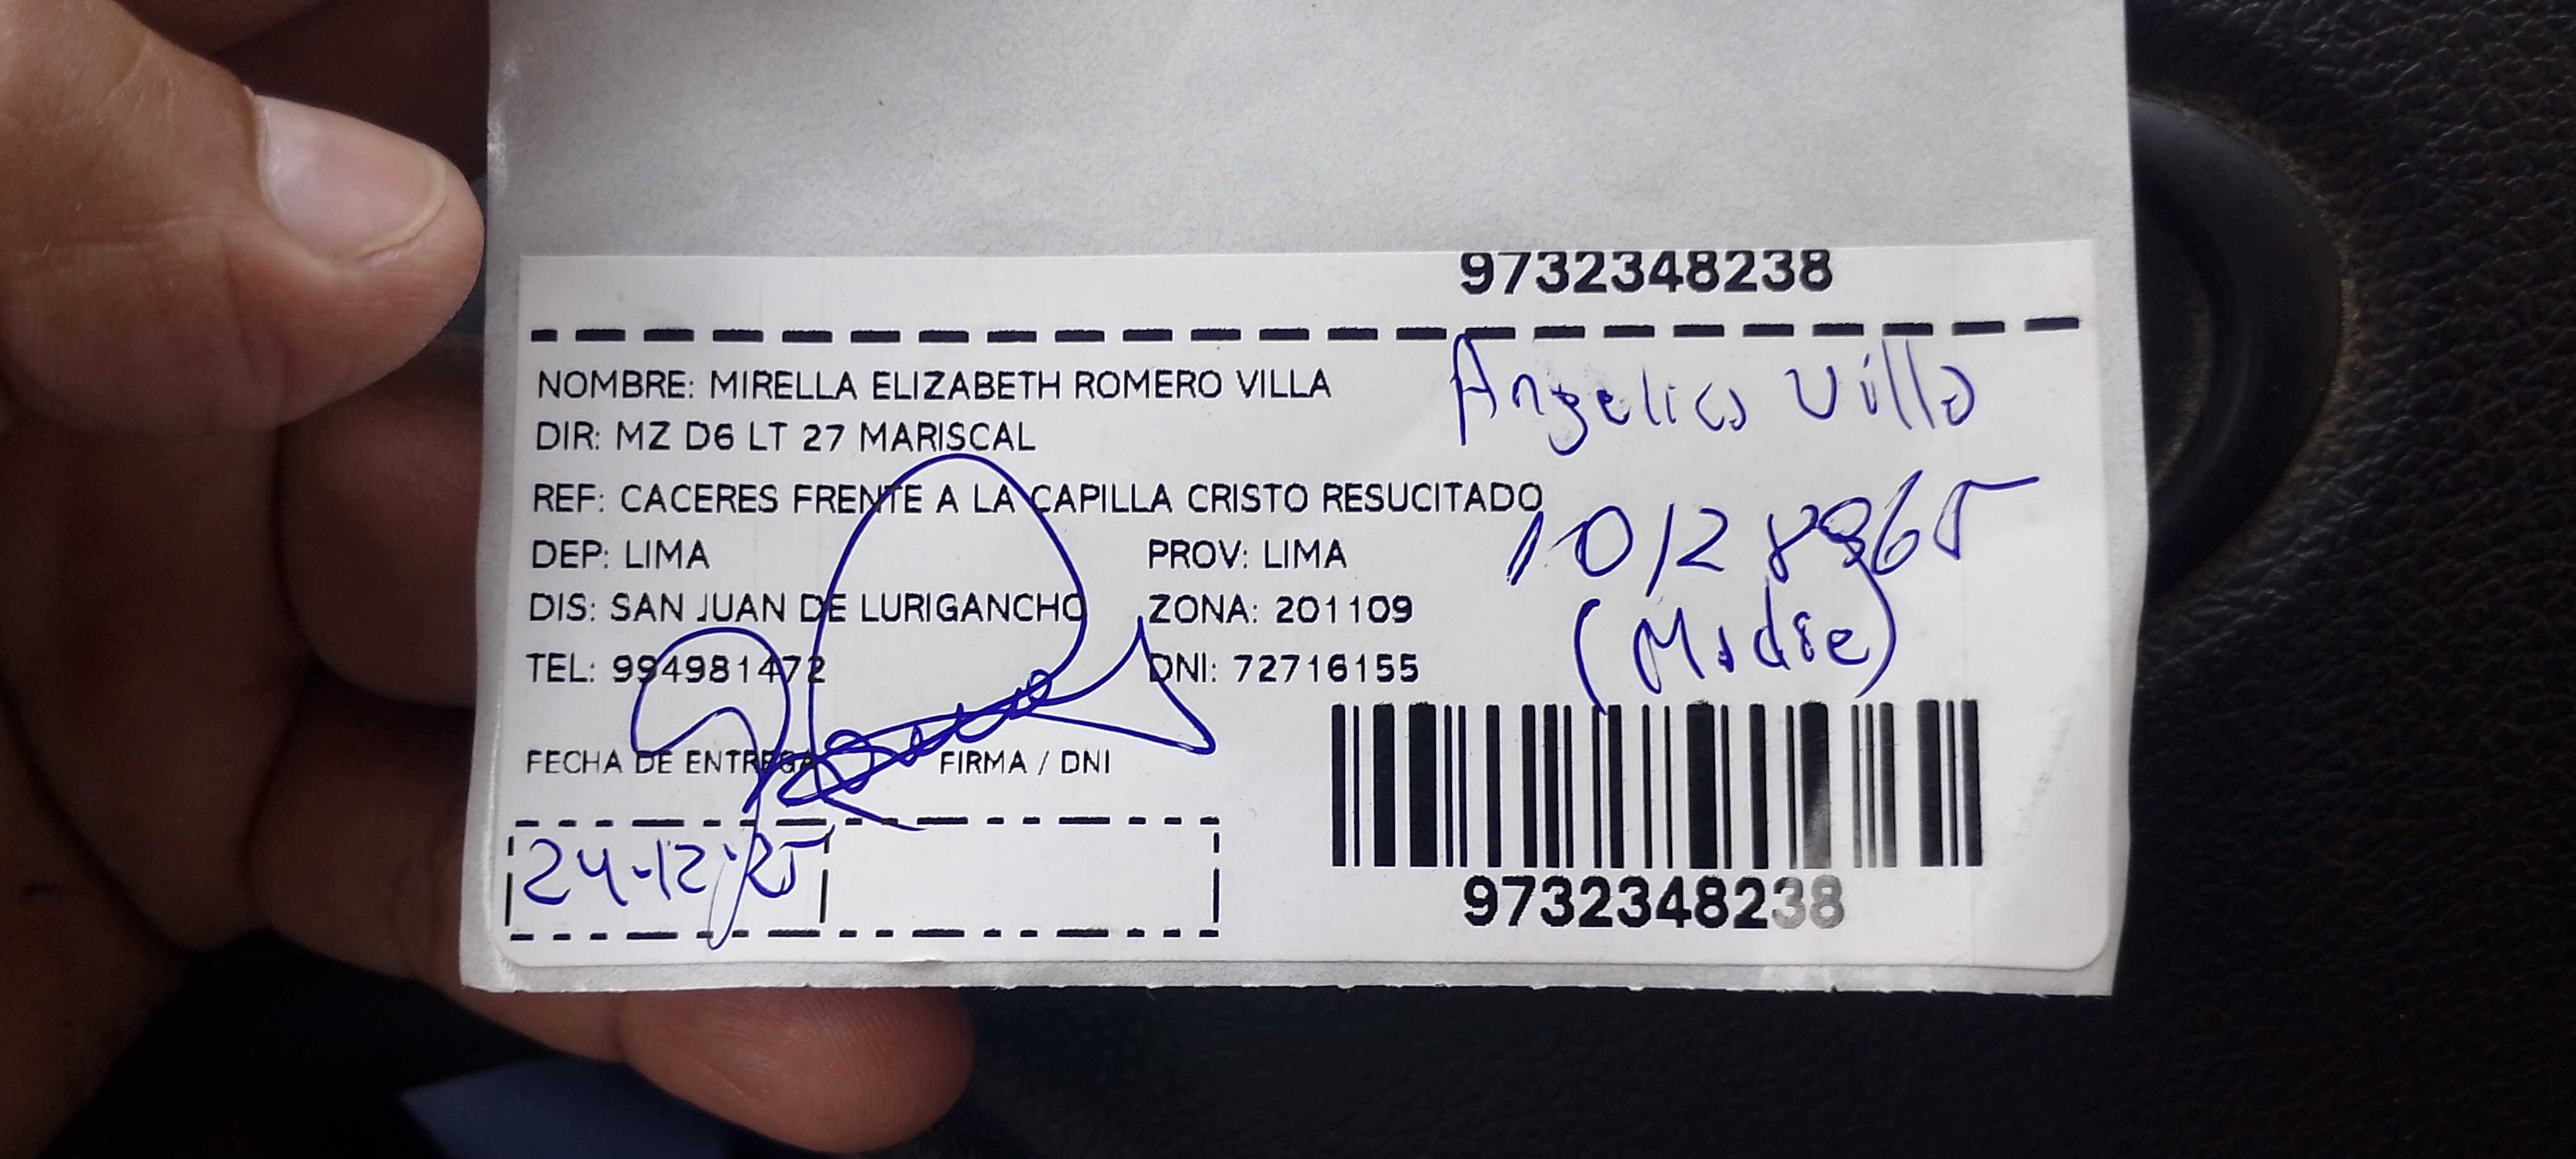 9732348238
NOMBRE: MIRELLA ELIZABETH ROMERO VILLA
Angelica Villa
DIR: MZ D6 LT 27 MARISCAL
REF: CACERES FRENTE A LA CAPILLA CRISTO RESUCITADO
DEP: LIMA PROV: LIMA
DIS: SAN JUAN DE LURIGANCHO ZONA: 201109
(Madre)
TEL: 994981472 DNI: 72716155
FECHA DE ENTREGA FIRMA / DNI
24-12-25
9732348238